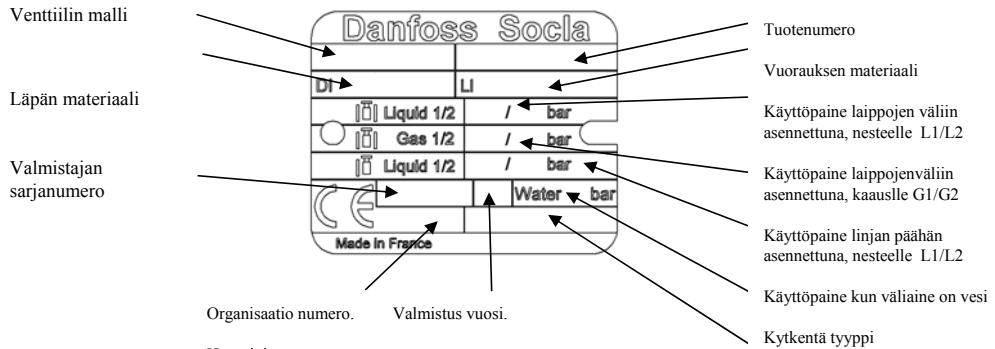 Venttiilin malli
Läpän materiaali
Valmistajan
sarjanumero
Danfoss Socla
DI LI
Liquid 1/2 / bar
Gas 1/2 / bar
Liquid 1/2 / bar
CE Water bar
Made in France
Organisaatio numero. Valmistus vuosi.
Tuotenumero
Vuorauksen materiaali
Käyttöpaine laippojen väliin
asennettuna, nesteelle L1/L2
Käyttöpaine laippojenväliin
asennettuna, kaauslle G1/G2
Käyttöpaine linjan päähän
asennettuna, nesteelle L1/L2
Käyttöpaine kun väliaine on vesi
Kytkentä tyyppi